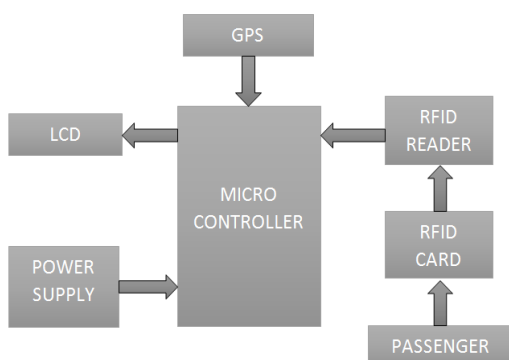 GPS
LCD
RFID
READER
MICRO
CONTROLLER
RFID
CARD
POWER
SUPPLY
PASSENGER